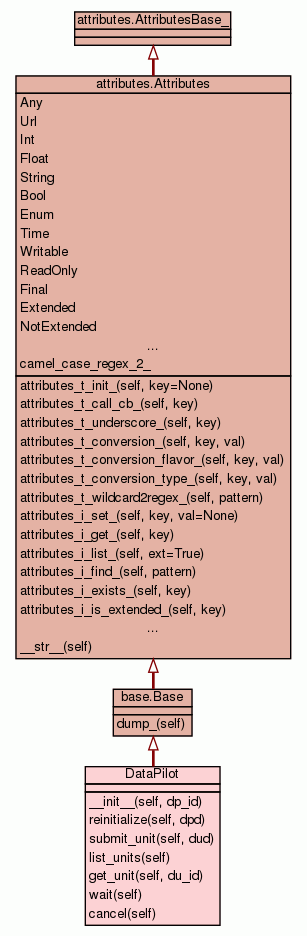 attributes.AttributesBase_
attributes.Attributes
Any
Url
Int
Float
String
Bool
Enum
Time
Writable
ReadOnly
Final
Extended
NotExtended
...
camel_case_regex_2_
attributes_t_init_(self, key=None)
attributes_t_call_cb_(self, key)
attributes_t_underscore_(self, key)
attributes_t_conversion_(self, key, val)
attributes_t_conversion_flavor_(self, key, val)
attributes_t_conversion_type_(self, key, val)
attributes_t_wildcard2regex_(self, pattern)
attributes_i_set_(self, key, val=None)
attributes_i_get_(self, key)
attributes_i_list_(self, ext=True)
attributes_i_find_(self, pattern)
attributes_i_exists_(self, key)
attributes_i_is_extended_(self, key)
...
__str__(self)
base.Base
dump_(self)
DataPilot
__init__(self, dp_id)
reinitialize(self, dpd)
submit_unit(self, dud)
list_units(self)
get_unit(self, du_id)
wait(self)
cancel(self)